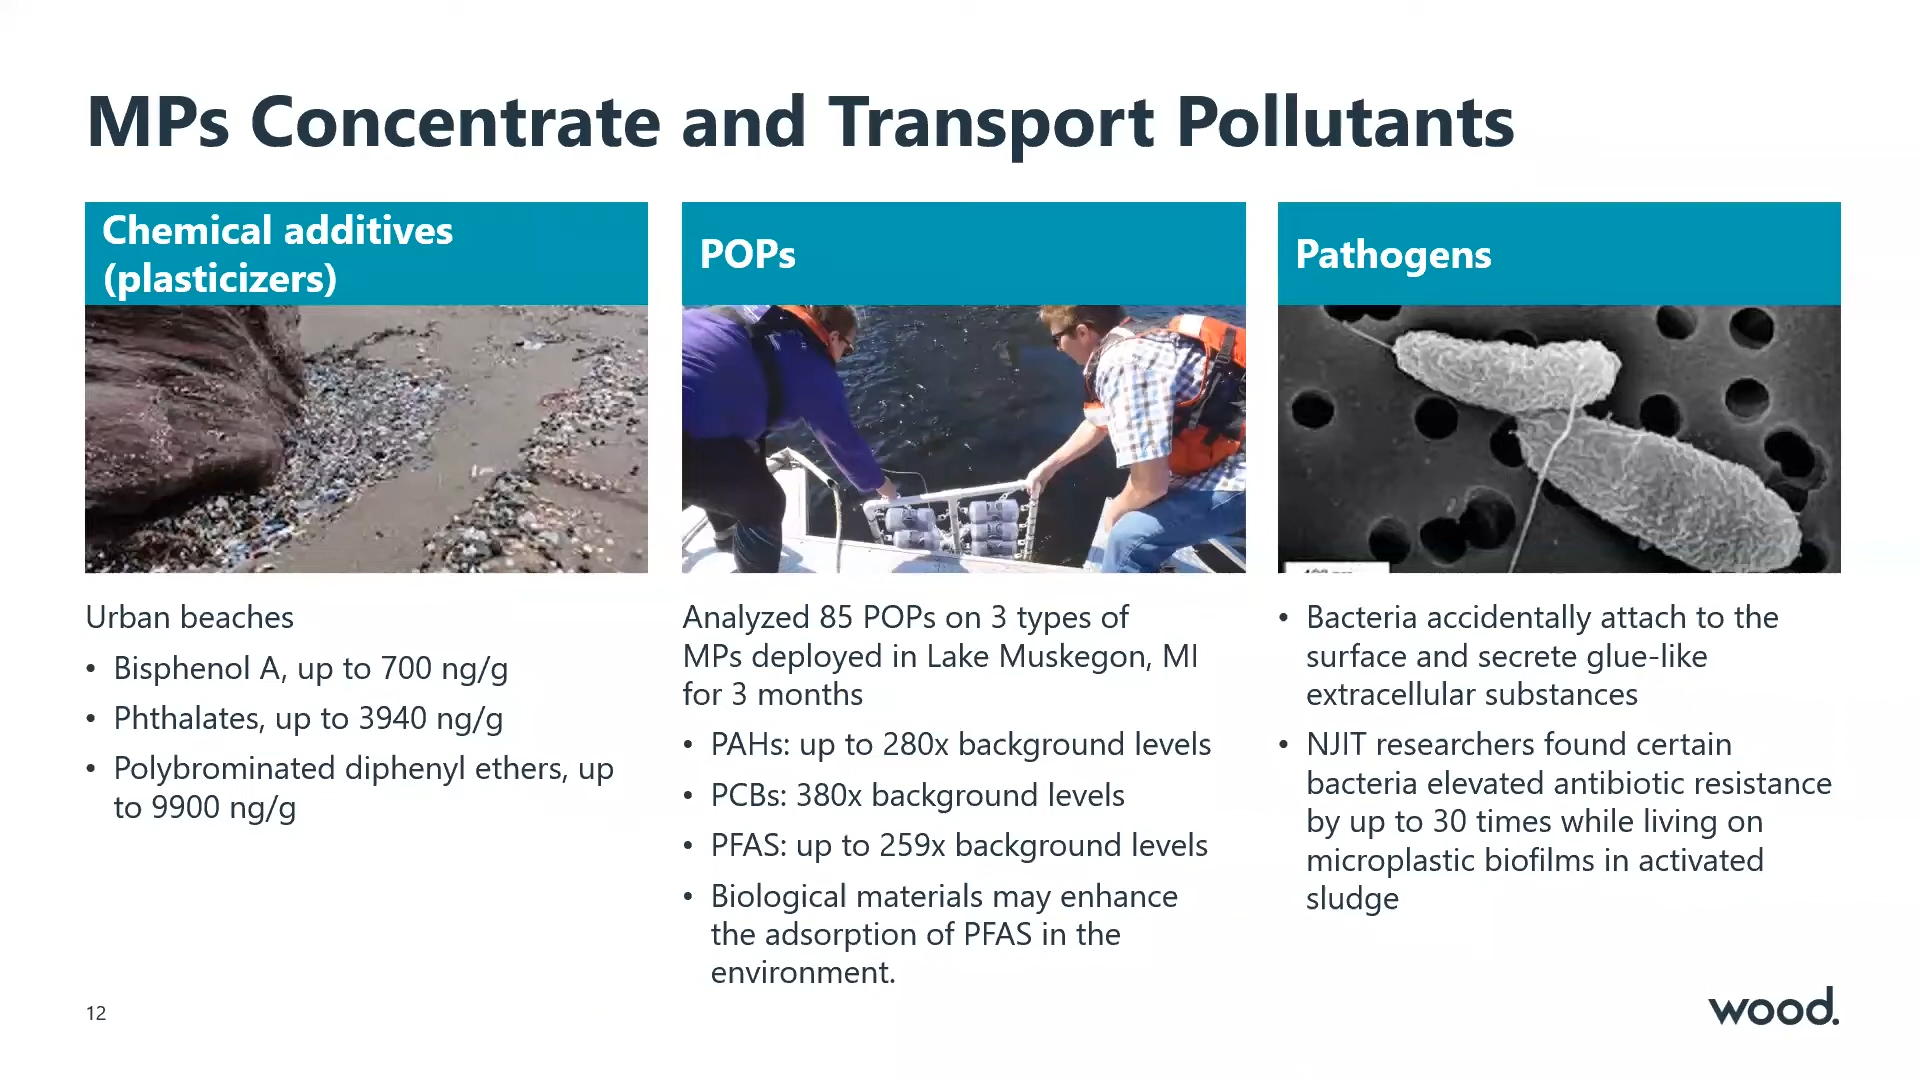 MPs Concentrate and Transport Pollutants
Chemical additives
(plasticizers)
Urban beaches
• Bisphenol A, up to 700 ng/g
• Phthalates, up to 3940 ng/g
• Polybrominated diphenyl ethers, up
to 9900 ng/g
POPs
Analyzed 85 POPs on 3 types of
MPs deployed in Lake Muskegon, MI
for 3 months
• PAHs: up to 280x background levels
• PCBs: 380x background levels
• PFAS: up to 259x background levels
• Biological materials may enhance
the adsorption of PFAS in the
environment.
Pathogens
• Bacteria accidentally attach to the
surface and secrete glue-like
extracellular substances
• NJIT researchers found certain
bacteria elevated antibiotic resistance
by up to 30 times while living on
microplastic biofilms in activated
sludge
12
wood.